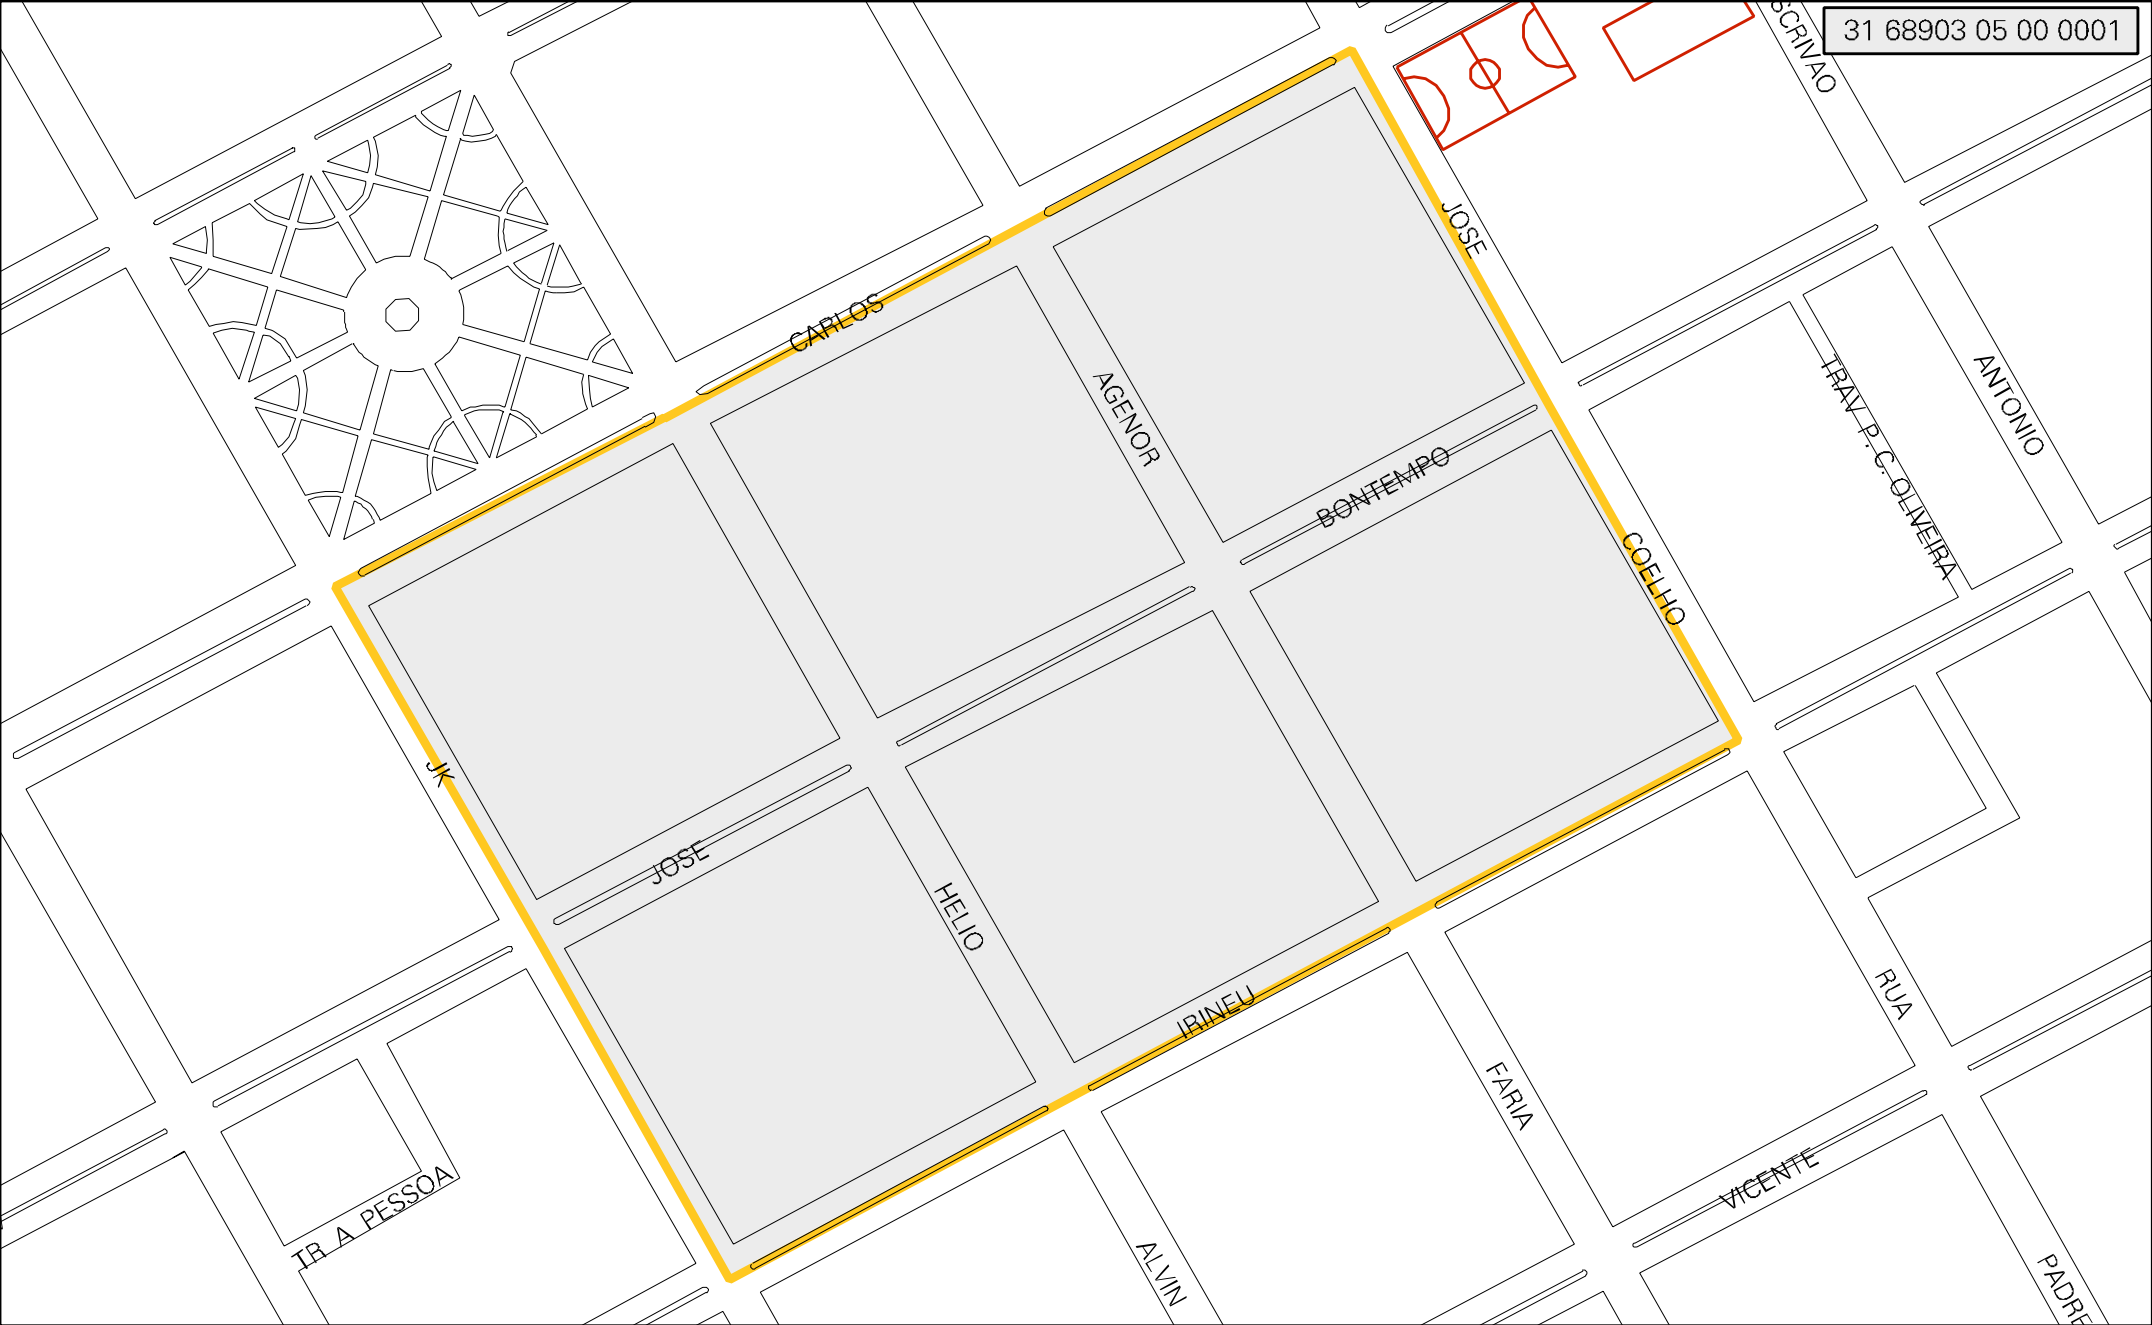 31 68903 05 00 0001
SCRIVAO
JOSE
CARLOS
AGENOR
TRAV P. C. OLIVEIRA
ANTONIO
BONTEMPO
COELHO
JK
JOSE
HELIO
IRINEU
RUA
FARIA
TR A PESSOA
VICENTE
ALVIN
PADRE